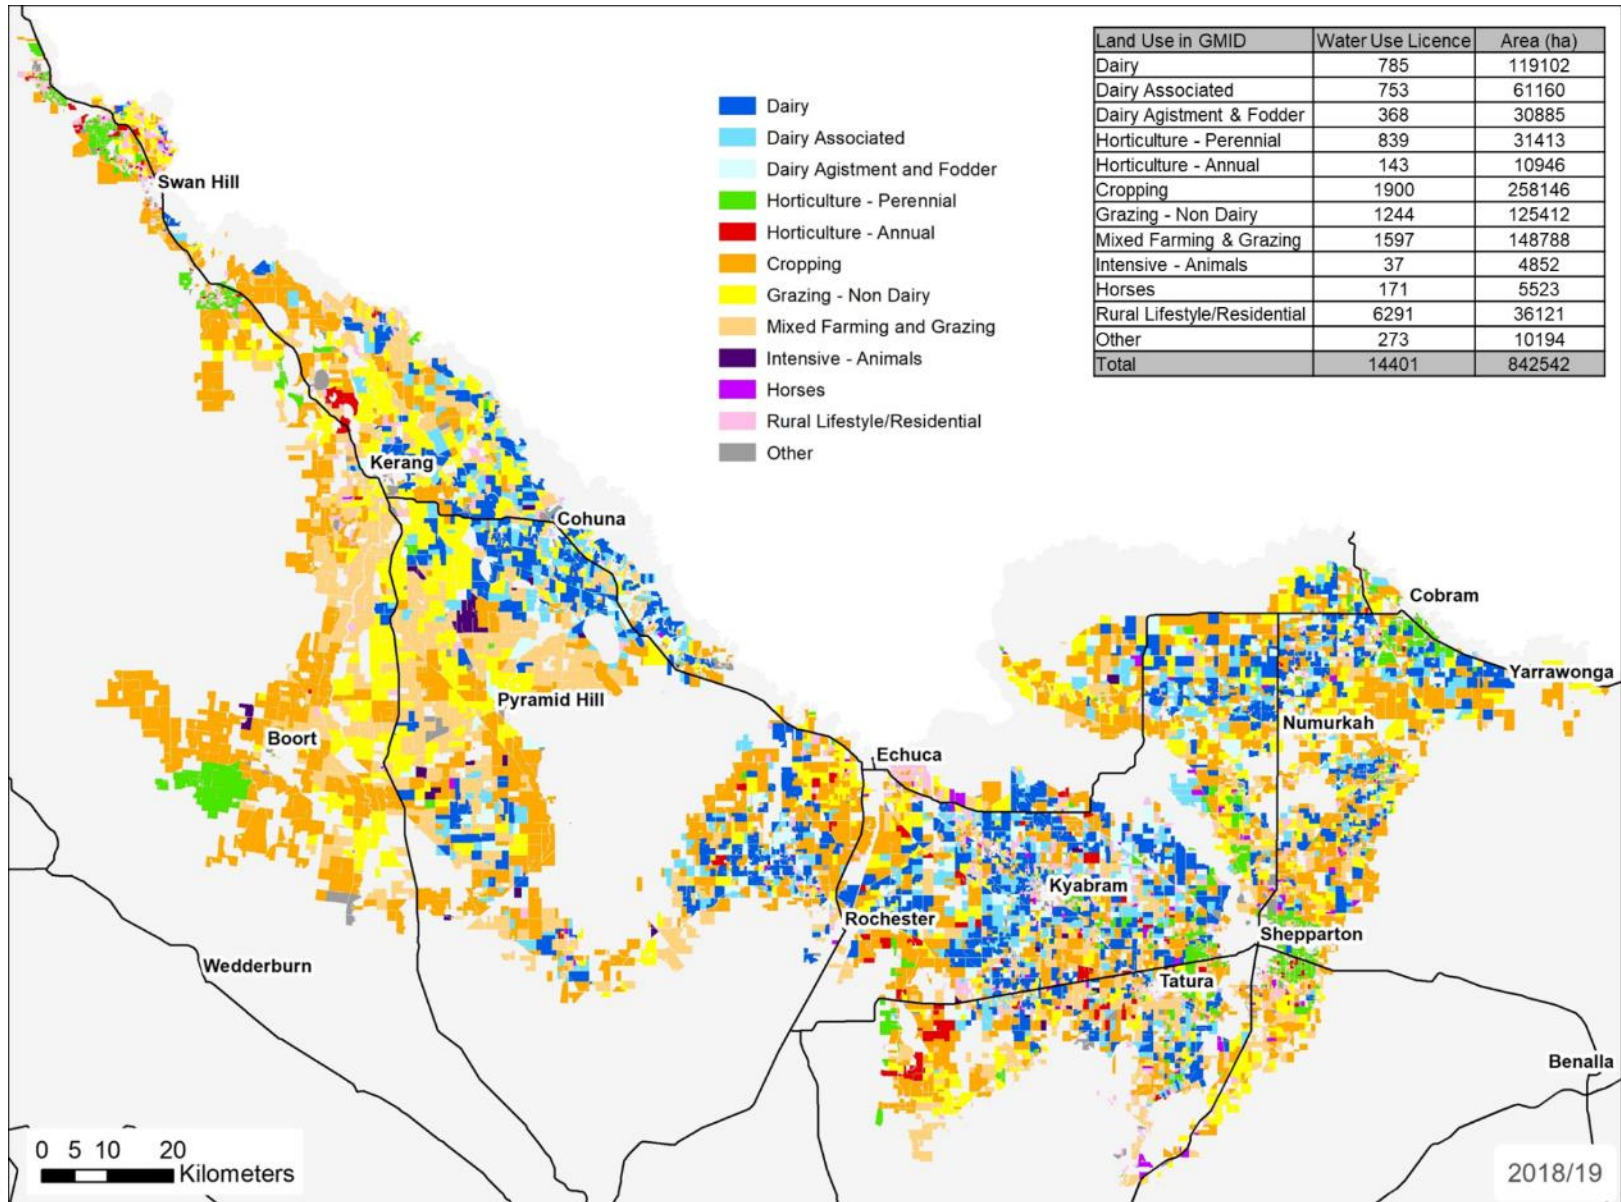 Land Use in GMID Water Use Licence Area (ha)
Dairy 785 119102
Dairy Associated 753 61160
Dairy Agistment & Fodder 368 30885
Horticulture - Perennial 839 31413
Horticulture - Annual 143 10946
Cropping 1900 258146
Grazing - Non Dairy 1244 125412
Mixed Farming & Grazing 1597 148788
Intensive - Animals 37 4852
Horses 171 5523
Rural Lifestyle/Residential 6291 36121
Other 273 10194
Total 14401 842542
Dairy
Dairy Associated
Dairy Agistment and Fodder
Horticulture - Perennial
Horticulture - Annual
Cropping
Grazing - Non Dairy
Mixed Farming and Grazing
Intensive - Animals
Horses
Rural Lifestyle/Residential
Other
Swan Hill
Kerang
Cohuna
Cobram
Yarrawonga
Pyramid Hill
Numurkah
Boort
Echuca
Kyabram
Rochester
Shepparton
Wedderburn
Tatura
Benalla
0 5 10 20
Kilometers
2018/19